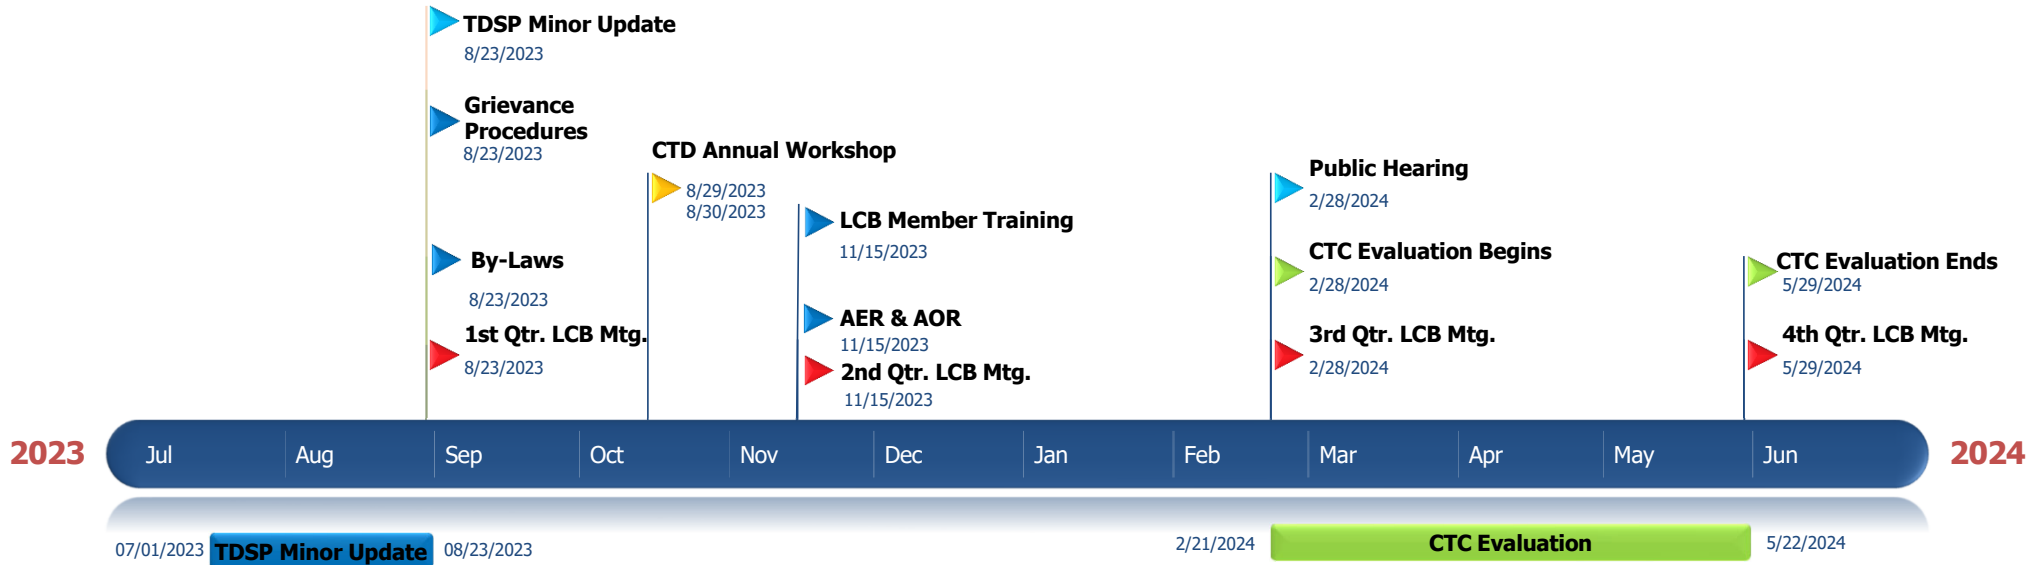 TDSP Minor Update
8/23/2023
Grievance
Procedures
8/23/2023
By-Laws
8/23/2023
1st Qtr. LCB Mtg.
8/23/2023
CTD Annual Workshop
8/29/2023
8/30/2023
LCB Member Training
11/15/2023
AER & AOR
11/15/2023
2nd Qtr. LCB Mtg.
11/15/2023
Public Hearing
2/28/2024
CTC Evaluation Begins
2/28/2024
3rd Qtr. LCB Mtg.
2/28/2024
CTC Evaluation Ends
5/29/2024
4th Qtr. LCB Mtg.
5/29/2024
2023 Jul Aug Sep Oct Nov Dec Jan Feb Mar Apr May Jun 2024
07/01/2023 TDSP Minor Update 08/23/2023 2/21/2024 CTC Evaluation 5/22/2024